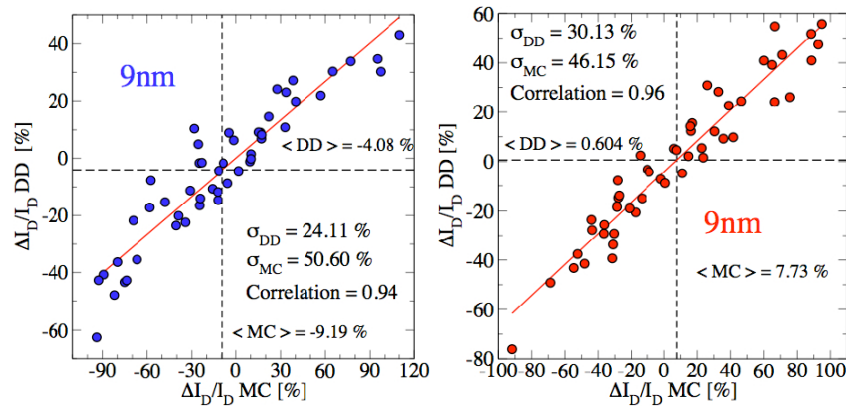 40
20
0
-20
-40
-60
ΔI_D/I_D DD [%]
9nm
< DD > = -4.08 %
σ_DD = 24.11 %
σ_MC = 50.60 %
Correlation = 0.94
< MC > = -9.19 %
-90 -60 -30 0 30 60 90 120
ΔI_D/I_D MC [%]
60
40
20
0
-20
-40
-60
-80
ΔI_D/I_D DD [%]
σ_DD = 30.13 %
σ_MC = 46.15 %
Correlation = 0.96
< DD > = 0.604 %
9nm
< MC > = 7.73 %
-100 -80 -60 -40 -20 0 20 40 60 80 100
ΔI_D/I_D MC [%]